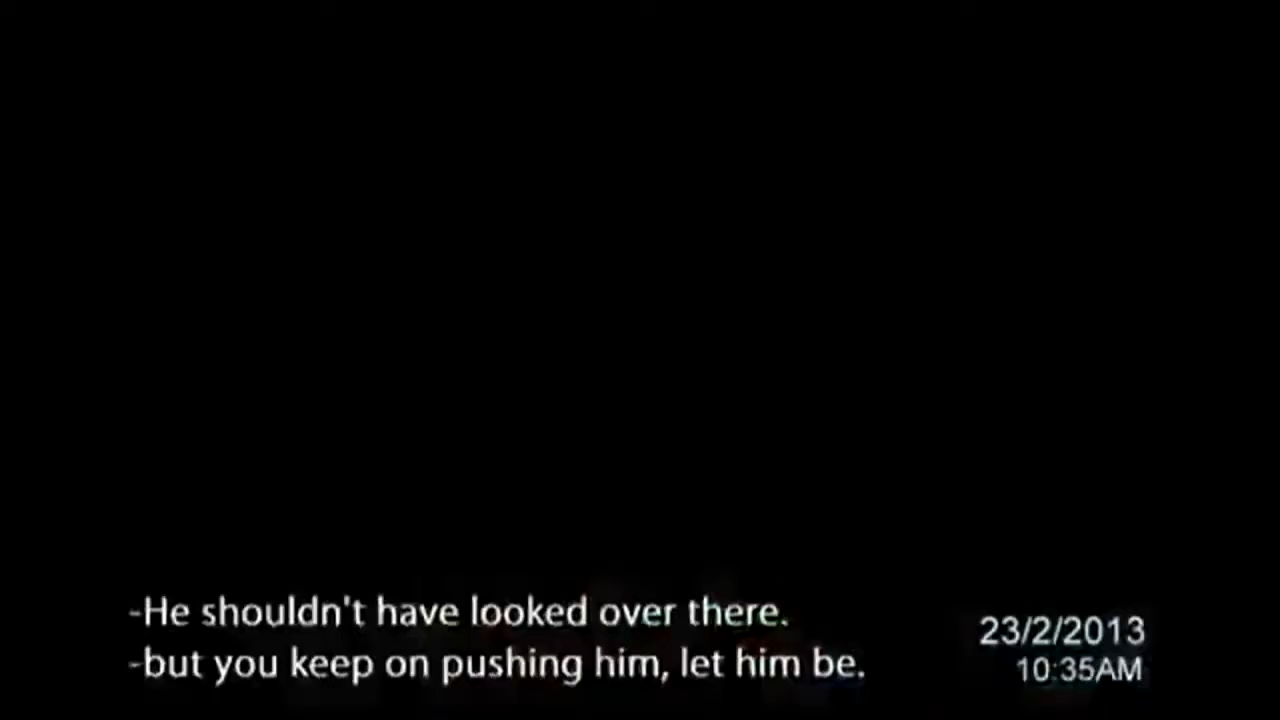 -He shouldn't have looked over there.
-but you keep on pushing him, let him be.
23/2/2013
10:35AM